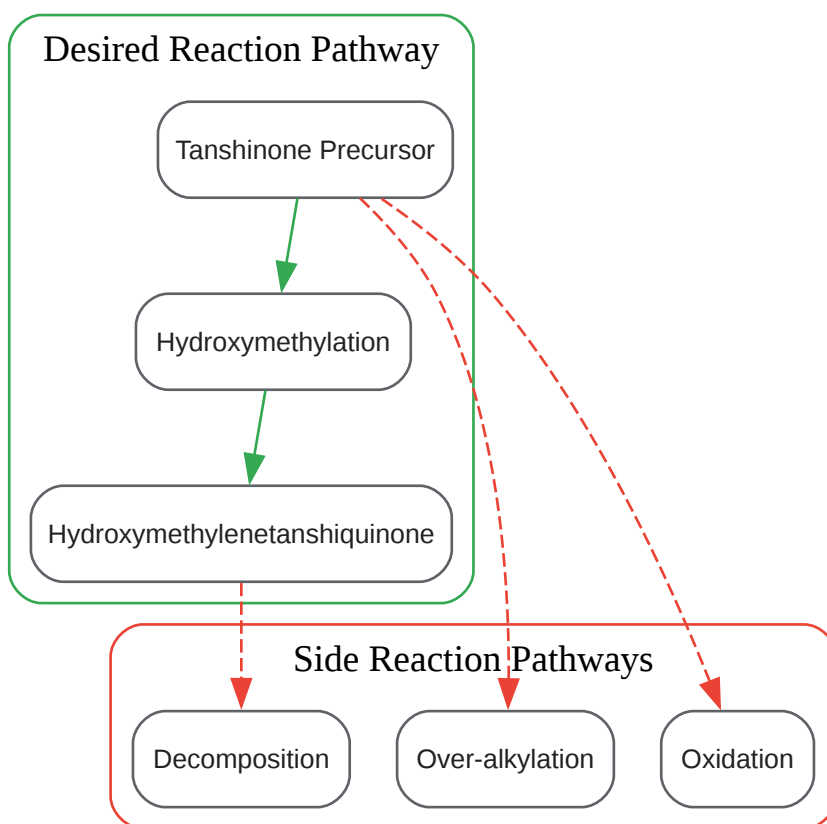 Desired Reaction Pathway
Tanshinone Precursor
Hydroxymethylation
Hydroxymethylenetanshiquinone
Side Reaction Pathways
Decomposition
Over-alkylation
Oxidation